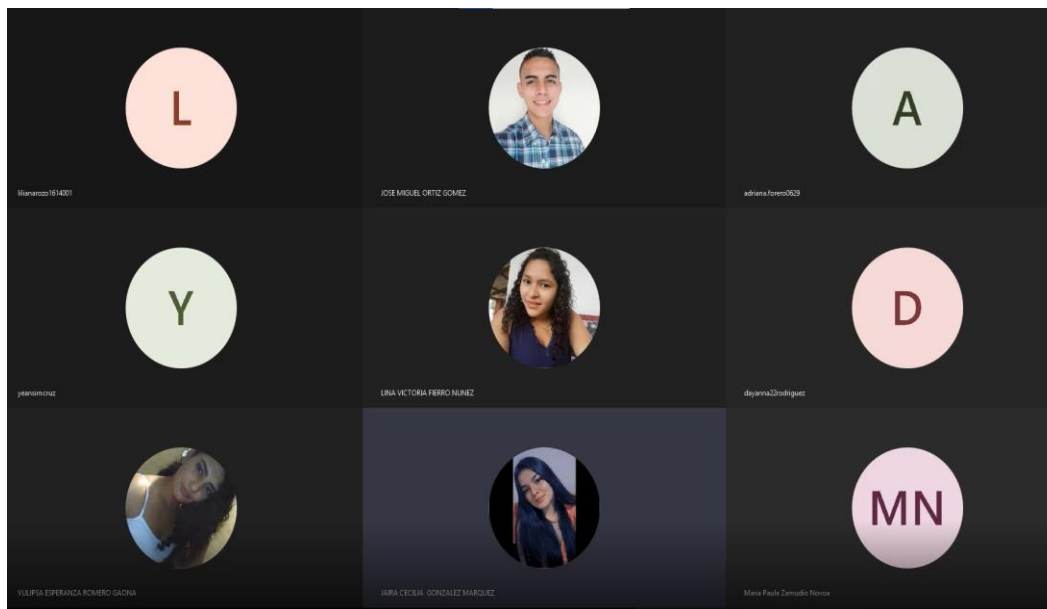 L
A
lilianarozo1614001
JOSE MIGUEL ORTIZ GOMEZ
adriana.forero0629
Y
D
yeansimcruz
LINA VICTORIA FIERRO NUNEZ
dayanna22rodriguez
MN
YULIPSA ESPERANZA ROMERO GAONA
JAIRA CECILIA GONZALEZ MARQUEZ
Maria Paula Zamudio Novoa